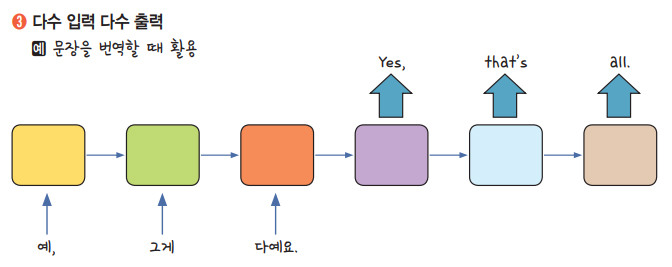 ❸ 다수 입력 다수 출력
예 문장을 번역할 때 활용
Yes, that's all.
예, 그게 다예요.